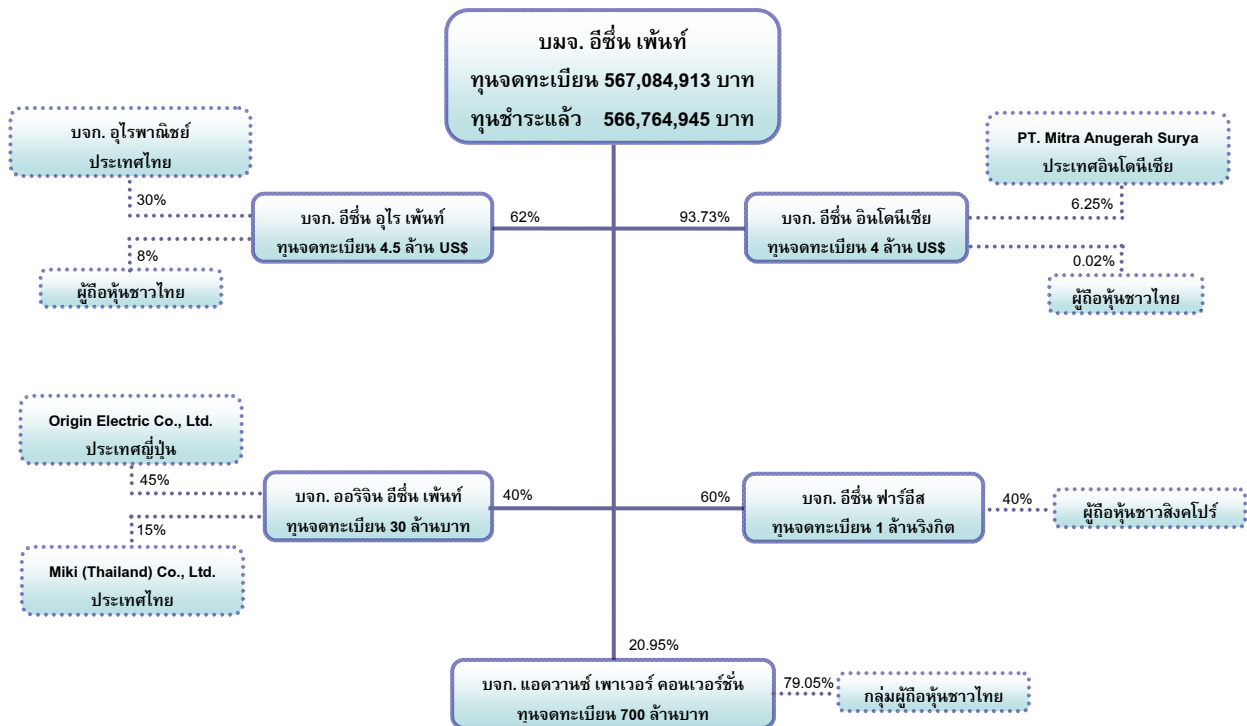 บมจ. อีซึ่น เพ้นท์
ทุนจดทะเบียน 567,084,913 บาท
ทุนชำระแล้ว 566,764,945 บาท
บจก. อุไรพาณิชย์
ประเทศไทย
PT. Mitra Anugerah Surya
ประเทศอินโดนีเซีย
30%
6.25%
บจก. อีซึ่น อุไร เพ้นท์
ทุนจดทะเบียน 4.5 ล้าน US$
62%
93.73%
บจก. อีซึ่น อินโดนีเซีย
ทุนจดทะเบียน 4 ล้าน US$
8%
0.02%
ผู้ถือหุ้นชาวไทย
ผู้ถือหุ้นชาวไทย
Origin Electric Co., Ltd.
ประเทศญี่ปุ่น
45%
บจก. ออริจิน อีซึ่น เพ้นท์
ทุนจดทะเบียน 30 ล้านบาท
40%
60%
บจก. อีซึ่น ฟาร์อีส
ทุนจดทะเบียน 1 ล้านริงกิต
40%
ผู้ถือหุ้นชาวสิงคโปร์
15%
Miki (Thailand) Co., Ltd.
ประเทศไทย
20.95%
บจก. แอดวานซ์ เพาเวอร์ คอนเวอร์ชั่น
ทุนจดทะเบียน 700 ล้านบาท
79.05%
กลุ่มผู้ถือหุ้นชาวไทย